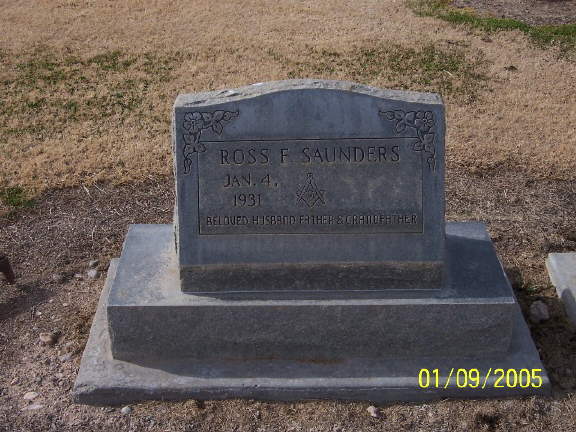 ROSS F SAUNDERS
JAN. 4,
1931
BELOVED HUSBAND FATHER & GRANDFATHER
01/09/2005